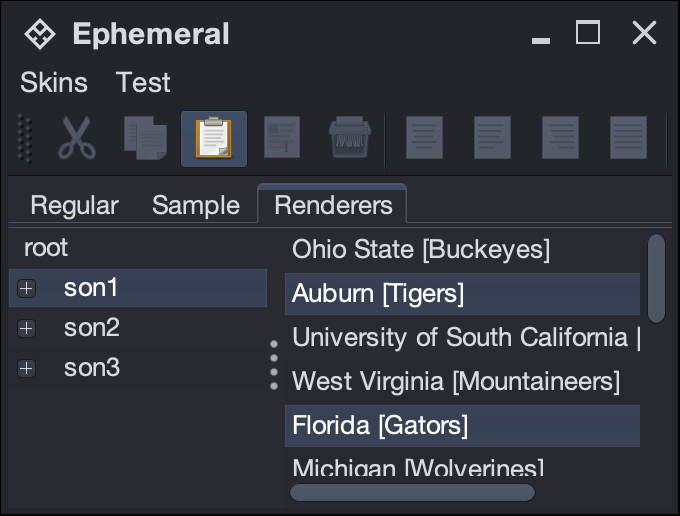 Ephemeral
Skins Test
Regular Sample Renderers
root
son1
son2
son3
Ohio State [Buckeyes]
Auburn [Tigers]
University of South California [
West Virginia [Mountaineers]
Florida [Gators]
Michigan [Wolverines]